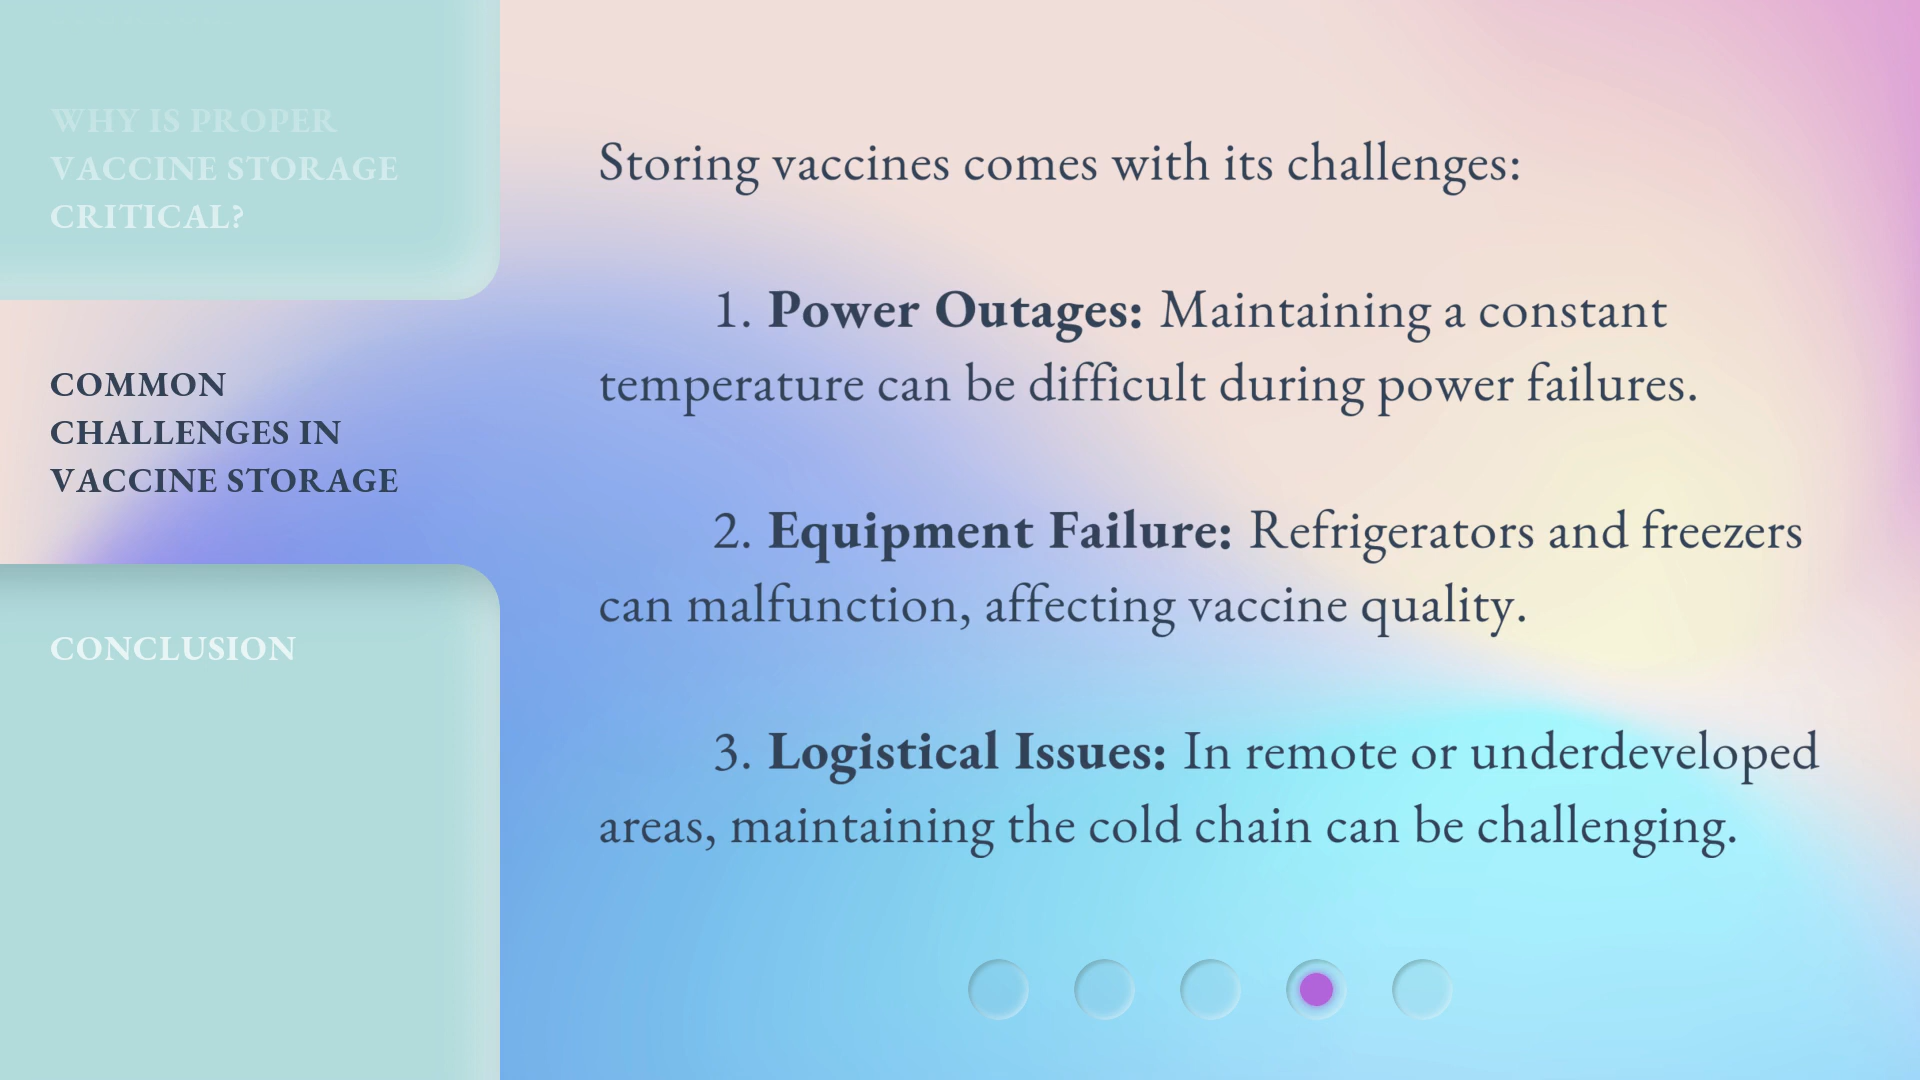 WHY IS PROPER
VACCINE STORAGE
CRITICAL?
COMMON
CHALLENGES IN
VACCINE STORAGE
CONCLUSION
Storing vaccines comes with its challenges:
1. Power Outages: Maintaining a constant
temperature can be difficult during power failures.
2. Equipment Failure: Refrigerators and freezers
can malfunction, affecting vaccine quality.
3. Logistical Issues: In remote or underdeveloped
areas, maintaining the cold chain can be challenging.